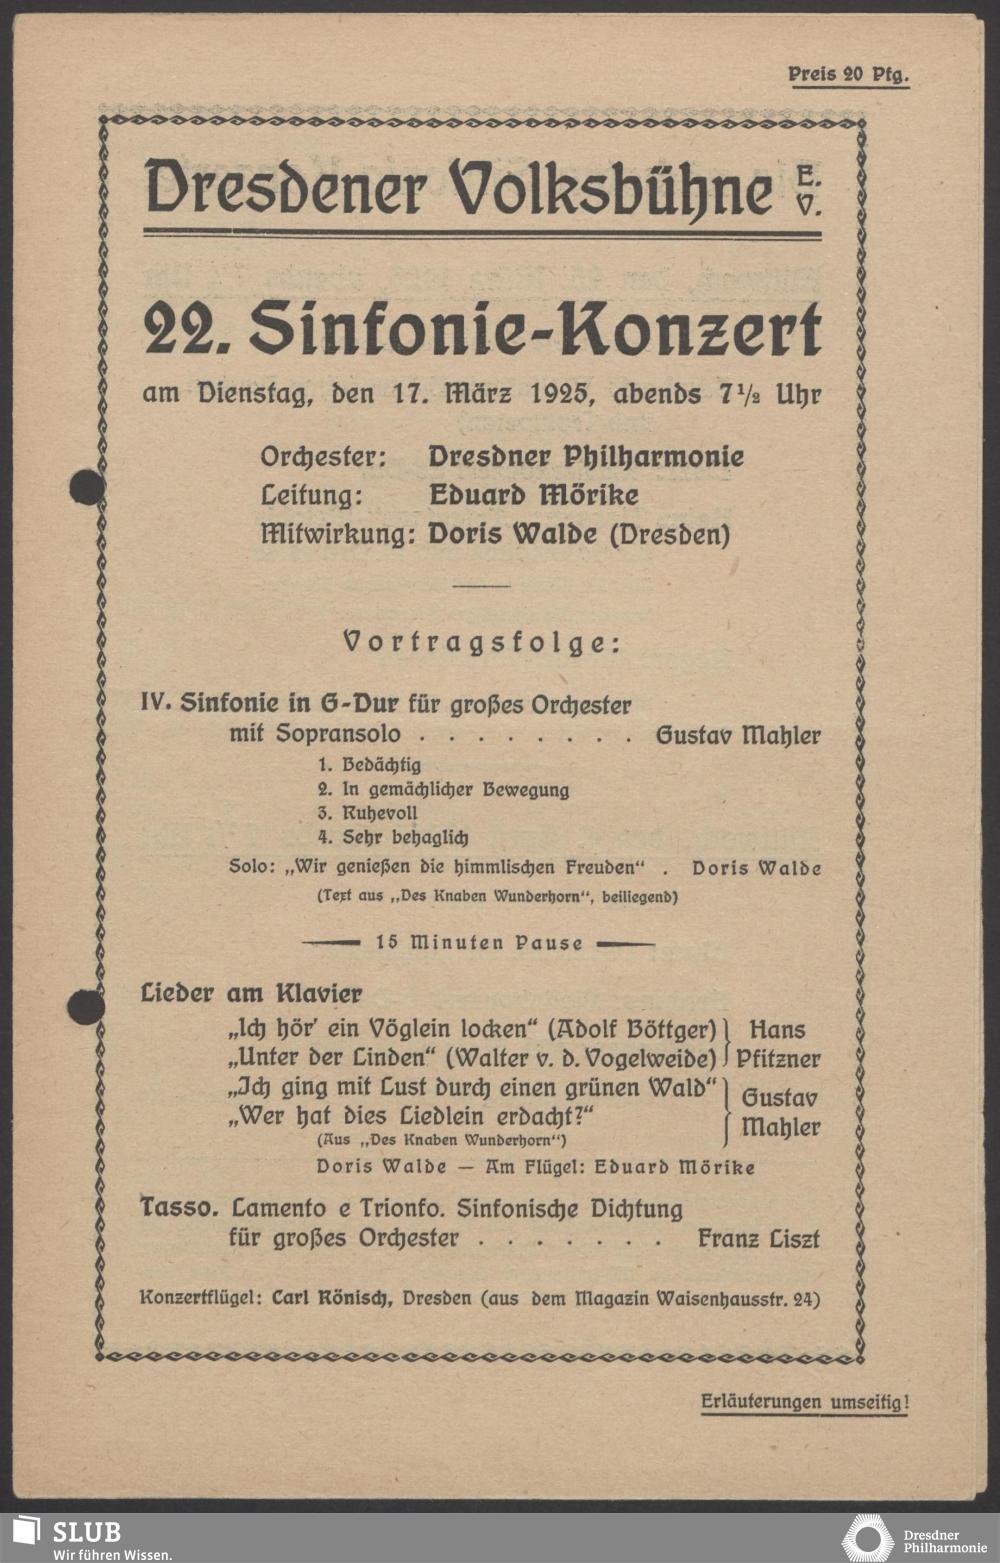 Preis 20 Pfg.
Dresdener Volksbühne E. V.
22. Sinfonie-Konzert
am Dienstag, den 17. März 1925, abends 7½ Uhr
Orchester: Dresdner Philharmonie
Leitung: Eduard Mörike
Mitwirkung: Doris Walde (Dresden)
Vortragsfolge:
IV. Sinfonie in G-Dur für großes Orchester
mit Sopransolo . . . . . . . . Gustav Mahler
1. Bedächtig
2. In gemächlicher Bewegung
3. Ruhevoll
4. Sehr behaglich
Solo: „Wir genießen die himmlischen Freuden“ . Doris Walde
(Text aus „Des Knaben Wunderhorn“, beiliegend)
15 Minuten Pause
Lieder am Klavier
„Ich hör' ein Vöglein locken“ (Adolf Böttger) } Hans
„Unter der Linden“ (Walter v. d. Vogelweide) } Pfitzner
„Ich ging mit Lust durch einen grünen Wald“ } Gustav
„Wer hat dies Liedlein erdacht?“ } Mahler
(Aus „Des Knaben Wunderhorn“)
Doris Walde — Am Flügel: Eduard Mörike
Tasso. Lamento e Trionfo. Sinfonische Dichtung
für großes Orchester . . . . . . . Franz Liszt
Konzertflügel: Carl Rönisch, Dresden (aus dem Magazin Waisenhausstr. 24)
Erläuterungen umseitig!
SLUB
Wir führen Wissen.
Dresdner
Philharmonie